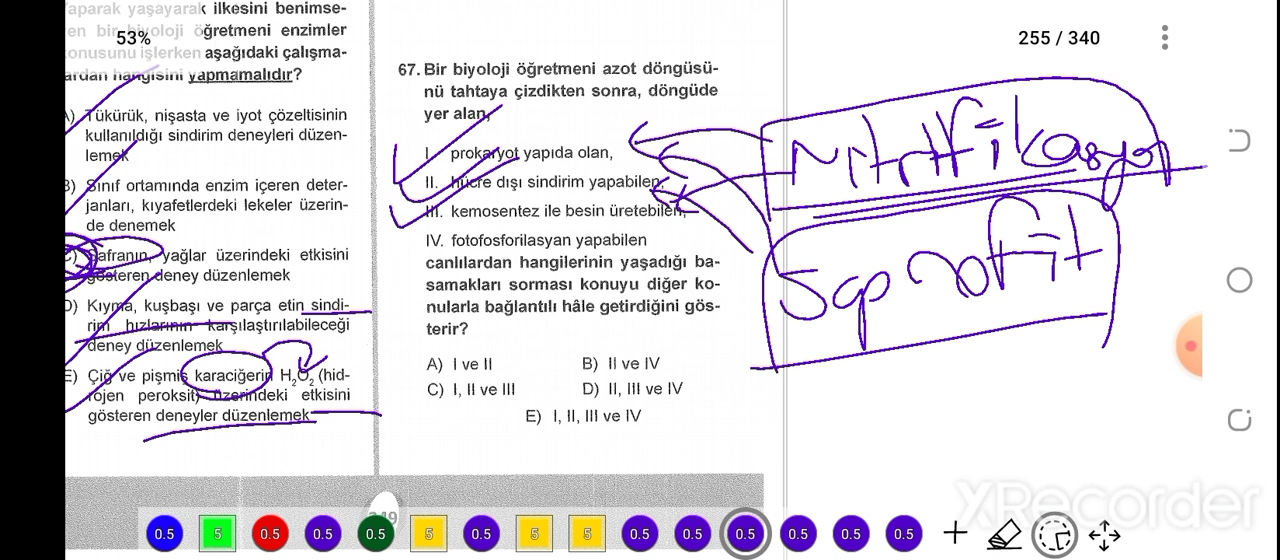 53%
255 / 340
Yaparak yaşayarak ilkesini benimse-
en bir biyoloji öğretmeni enzimler
onusunu işlerken aşağıdaki çalışma-
ardan hangisini yapmamalıdır?
A) Tükürük, nişasta ve iyot çözeltisinin
kullanıldığı sindirim deneyleri düzen-
lemek
B) Sınıf ortamında enzim içeren deter-
janları, kıyafetlerdeki lekeler üzerin-
de denemek
C) Safranın, yağlar üzerindeki etkisini
gösteren deney düzenlemek
D) Kıyma, kuşbaşı ve parça etin sindi-
rim hızlarının karşılaştırılabileceği
deney düzenlemek
E) Çiğ ve pişmiş karaciğerin H₂O₂ (hid-
rojen peroksit) üzerindeki etkisini
gösteren deneyler düzenlemek
67. Bir biyoloji öğretmeni azot döngüsü-
nü tahtaya çizdikten sonra, döngüde
yer alan,
I. prokaryot yapıda olan,
II. hücre dışı sindirim yapabilen,
III. kemosentez ile besin üretebilen,
IV. fotofosforilasyan yapabilen
canlılardan hangilerinin yaşadığı ba-
samakları sorması konuyu diğer ko-
nularla bağlantılı hâle getirdiğini gös-
terir?
A) I ve II B) II ve IV
C) I, II ve III D) II, III ve IV
E) I, II, III ve IV
Nitrifikasyon
Saprofit
0.5 5 0.5 0.5 0.5 5 0.5 5 5 0.5 0.5 0.5 0.5 0.5 0.5
XRecorder